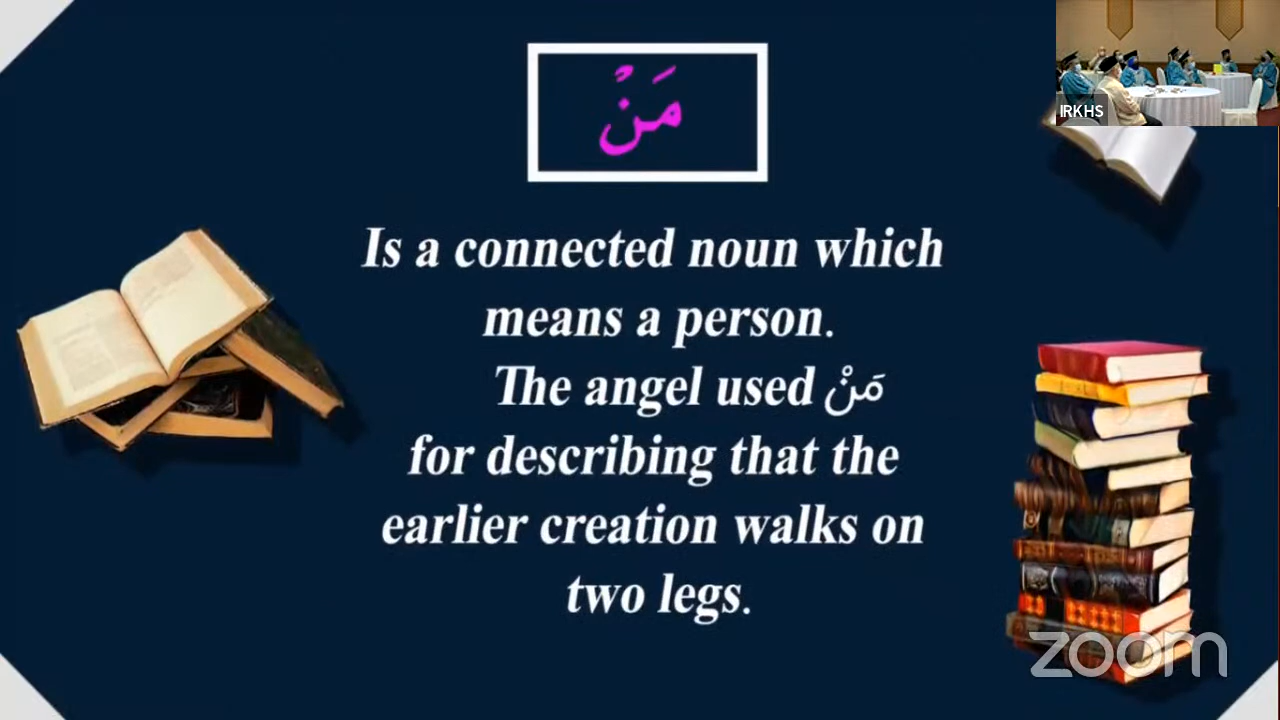 مَنْ
IRKHS
Is a connected noun which
means a person.
The angel used مَنْ
for describing that the
earlier creation walks on
two legs.
zoom